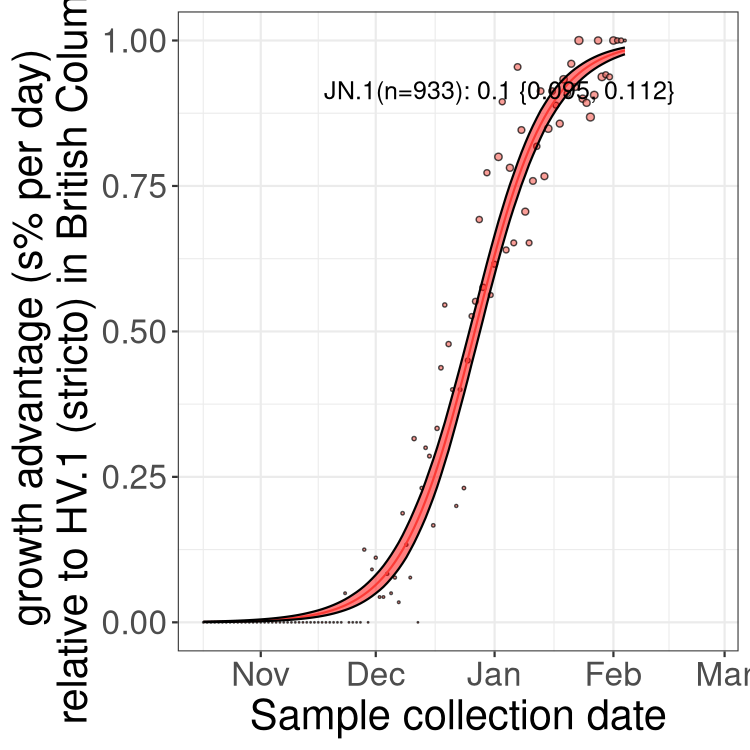 growth advantage (s% per day)
relative to HV.1 (stricto) in British Colum
1.00
0.75
0.50
0.25
0.00
JN.1(n=933): 0.1 {0.095, 0.112}
Nov Dec Jan Feb Mar
Sample collection date